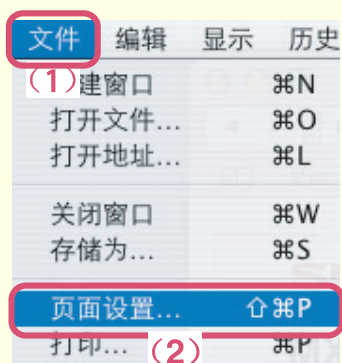 文件 编辑 显示 历史
(1)建窗口 ⌘N
打开文件... ⌘O
打开地址... ⌘L
关闭窗口 ⌘W
存储为... ⌘S
页面设置... ⇧⌘P
打印... (2) ⌘P